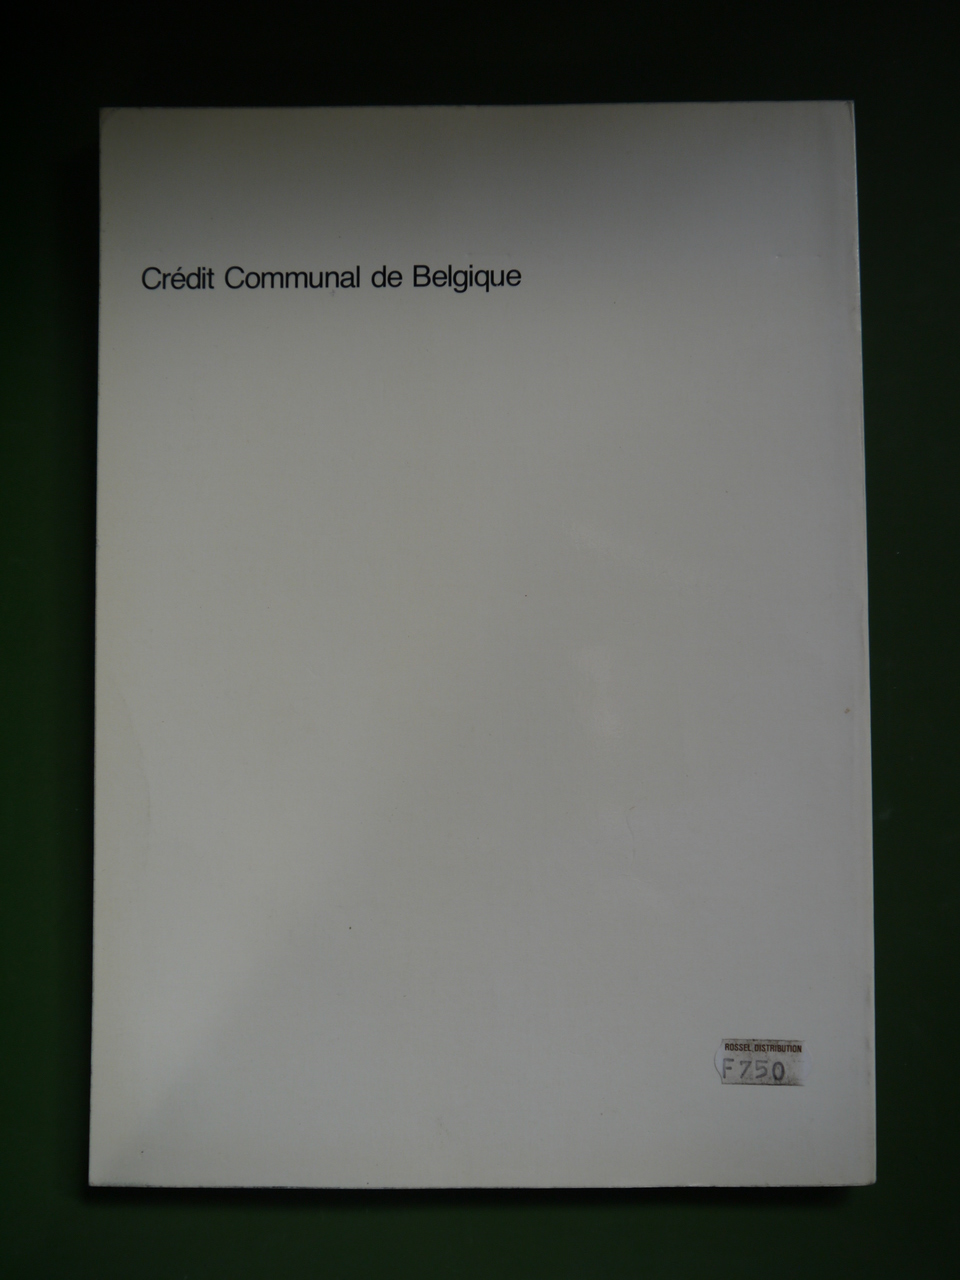 Crédit Communal de Belgique
ROSSEL DISTRIBUTION
F 750